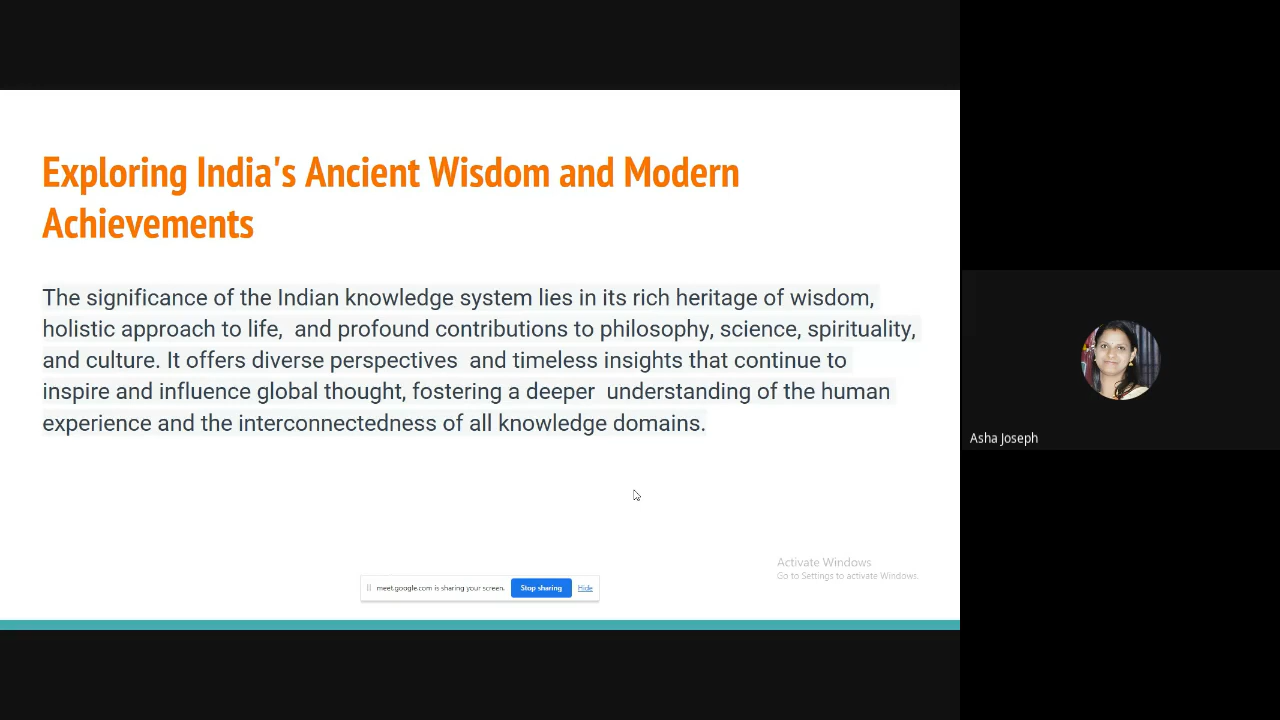 Exploring India's Ancient Wisdom and Modern
Achievements
The significance of the Indian knowledge system lies in its rich heritage of wisdom,
holistic approach to life,  and profound contributions to philosophy, science, spirituality,
and culture. It offers diverse perspectives  and timeless insights that continue to
inspire and influence global thought, fostering a deeper  understanding of the human
experience and the interconnectedness of all knowledge domains.
Asha Joseph
Activate Windows
Go to Settings to activate Windows.
meet.google.com is sharing your screen.
Stop sharing
Hide